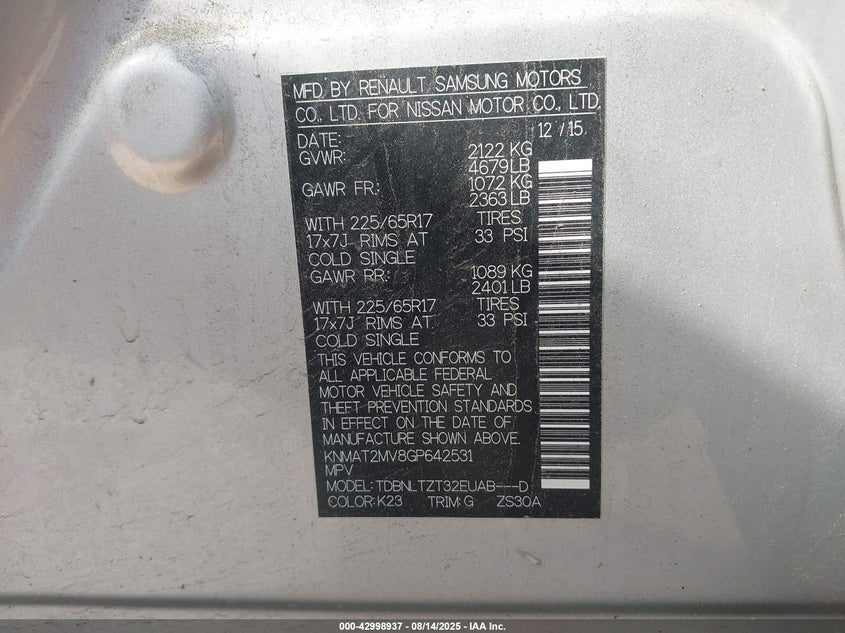 MFD. BY RENAULT SAMSUNG MOTORS
CO., LTD. FOR NISSAN MOTOR CO., LTD.
DATE: 12 / 15
GVWR: 2122 KG
4679 LB
GAWR FR: 1072 KG
2363 LB
WITH 225/65R17 TIRES
17x7J RIMS AT 33 PSI
COLD SINGLE
GAWR RR: 1089 KG
2401 LB
WITH 225/65R17 TIRES
17x7J RIMS AT 33 PSI
COLD SINGLE
THIS VEHICLE CONFORMS TO
ALL APPLICABLE FEDERAL
MOTOR VEHICLE SAFETY AND
THEFT PREVENTION STANDARDS
IN EFFECT ON THE DATE OF
MANUFACTURE SHOWN ABOVE.
KNMAT2MV8GP642531
MPV
MODEL: TDBNLTZT32EUAB---D
COLOR: K23 TRIM: G ZS30A
000-42998937 - 08/14/2025 - IAA Inc.